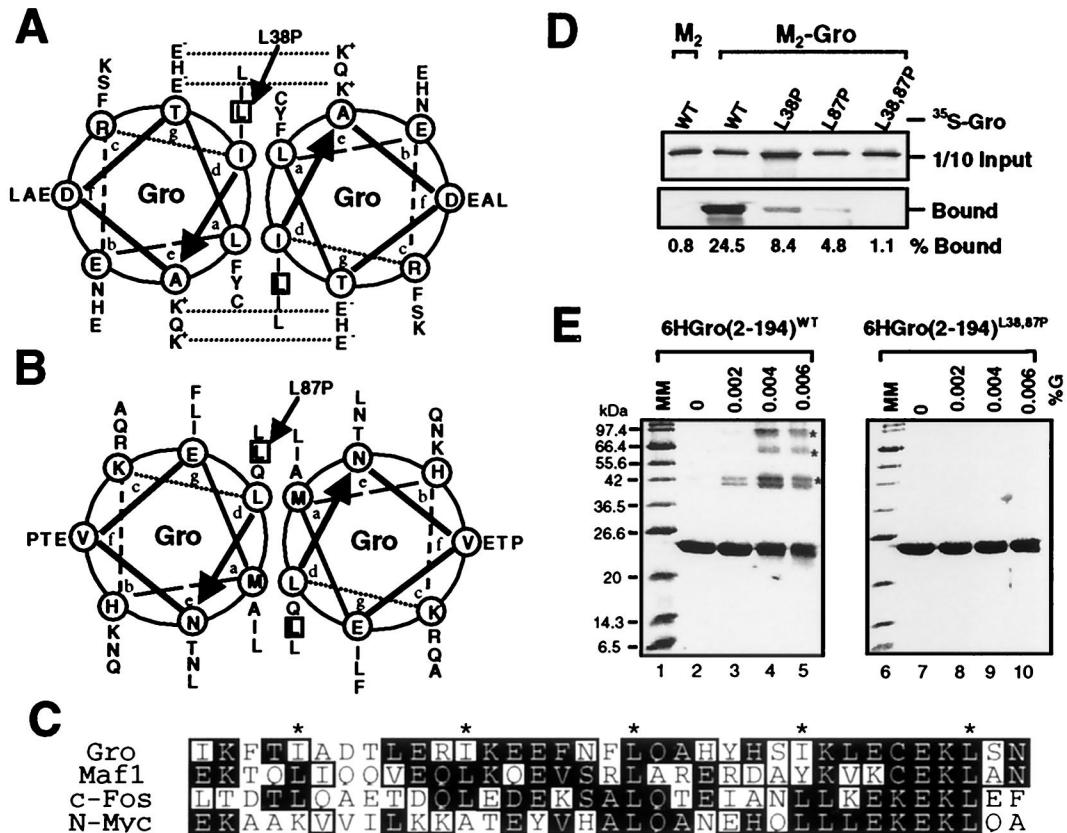 A
L38P
E⁻ K⁺
H Q
E⁻ K⁺
K S F R
T
L L I
C Y F L
A
E H N E
g c d a e b f
Gro Gro
LAE D
D EAL
E N H E
A K⁺ Q K⁺
L F Y C
I L L
T E⁻ H E⁻
R F S K
B
L87P
F L I E
A Q R K
L L Q L
L I A M
L N T N
Q N K H
g c d a e b f
Gro Gro
PTE V
V ETP
H K N Q
N T N L
M A I L
L Q L L
E I L F
K R Q A
C
* * * * *
Gro IKFTIADTLERIKEEFNFLQAHYHSIKLECEKLSN
Maf1 EKTQLIQQVEQLKQEVSRLARERDAYKVKCEKLAN
c-Fos LTDTLQAETDQLEDEKSALQTEIANLLKEKEKLEF
N-Myc EKAAKVVILKKATEYVHALQANEHQLLLEKEKLQA
D
M₂ M₂-Gro
WT WT L38P L87P L38,87P
³⁵S-Gro
1/10 Input
Bound
0.8 24.5 8.4 4.8 1.1 % Bound
E
6HGro(2-194)^WT 6HGro(2-194)^L38,87P
MM 0 0.002 0.004 0.006 MM 0 0.002 0.004 0.006 %G
kDa
97.4 *
66.4 *
55.6
42 *
36.5
26.6
20
14.3
6.5
1 2 3 4 5 6 7 8 9 10